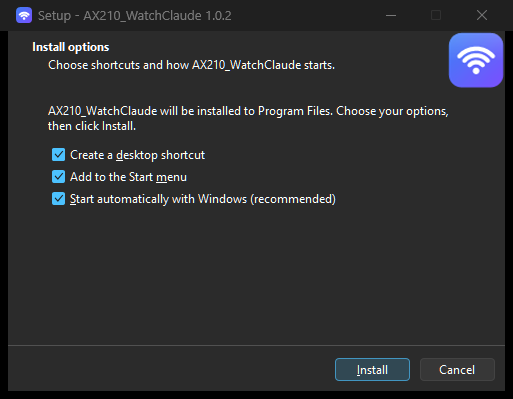 Setup - AX210_WatchClaude 1.0.2
Install options
Choose shortcuts and how AX210_WatchClaude starts.
AX210_WatchClaude will be installed to Program Files. Choose your options,
then click Install.
Create a desktop shortcut
Add to the Start menu
Start automatically with Windows (recommended)
Install
Cancel